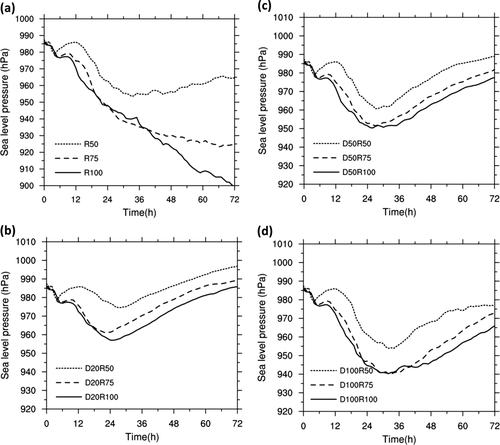 (a)
1000
990
980
970
960
950
940
930
920
910
900
Sea level pressure (hPa)
R50
R75
R100
0 12 24 36 48 60 72
Time(h)
(b)
1010
1000
990
980
970
960
950
940
930
920
Sea level pressure (hPa)
D20R50
D20R75
D20R100
0 12 24 36 48 60 72
Time(h)
(c)
1010
1000
990
980
970
960
950
940
930
920
Sea level pressure (hPa)
D50R50
D50R75
D50R100
0 12 24 36 48 60 72
Time(h)
(d)
1010
1000
990
980
970
960
950
940
930
920
Sea level pressure (hPa)
D100R50
D100R75
D100R100
0 12 24 36 48 60 72
Time(h)